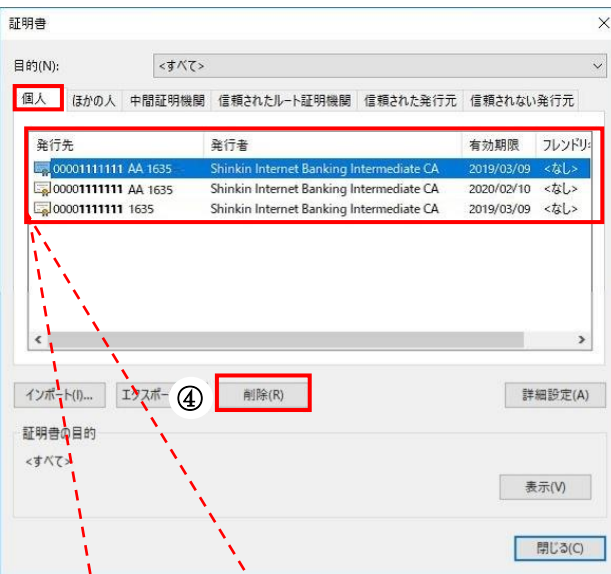 証明書
目的(N):
<すべて>
個人 ほかの人 中間証明機関 信頼されたルート証明機関 信頼された発行元 信頼されない発行元
発行先 発行者 有効期限 フレンドリ
00001111111 AA 1635 Shinkin Internet Banking Intermediate CA 2019/03/09 <なし>
00001111111 AA 1635 Shinkin Internet Banking Intermediate CA 2020/02/10 <なし>
00001111111 1635 Shinkin Internet Banking Intermediate CA 2019/03/09 <なし>
インポート(I)... エクスポー ④ 削除(R) 詳細設定(A)
証明書の目的
<すべて>
表示(V)
閉じる(C)